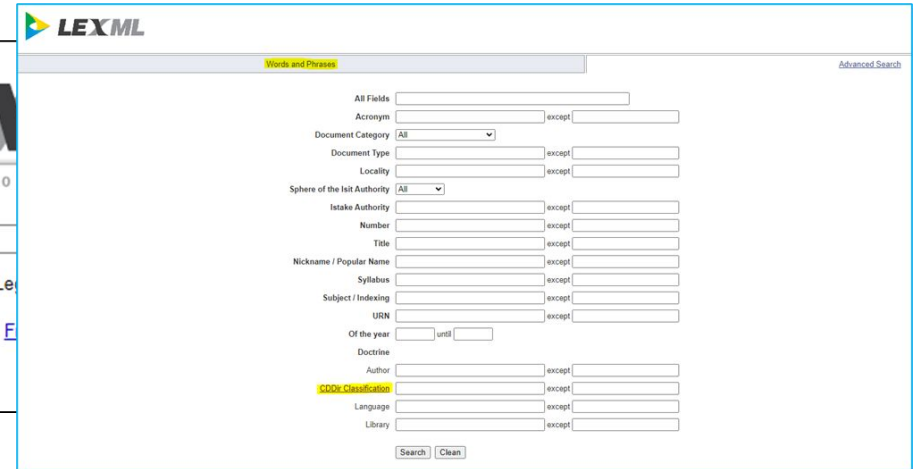 LEXML
Words and Phrases Advanced Search
All Fields
Acronym except
Document Category All
Document Type except
Locality except
Sphere of the Isit Authority All
Istake Authority except
Number except
Title except
Nickname / Popular Name except
Syllabus except
Subject / Indexing except
URN except
Of the year until
Doctrine
Author except
CDDir Classification except
Language except
Library except
Search Clean